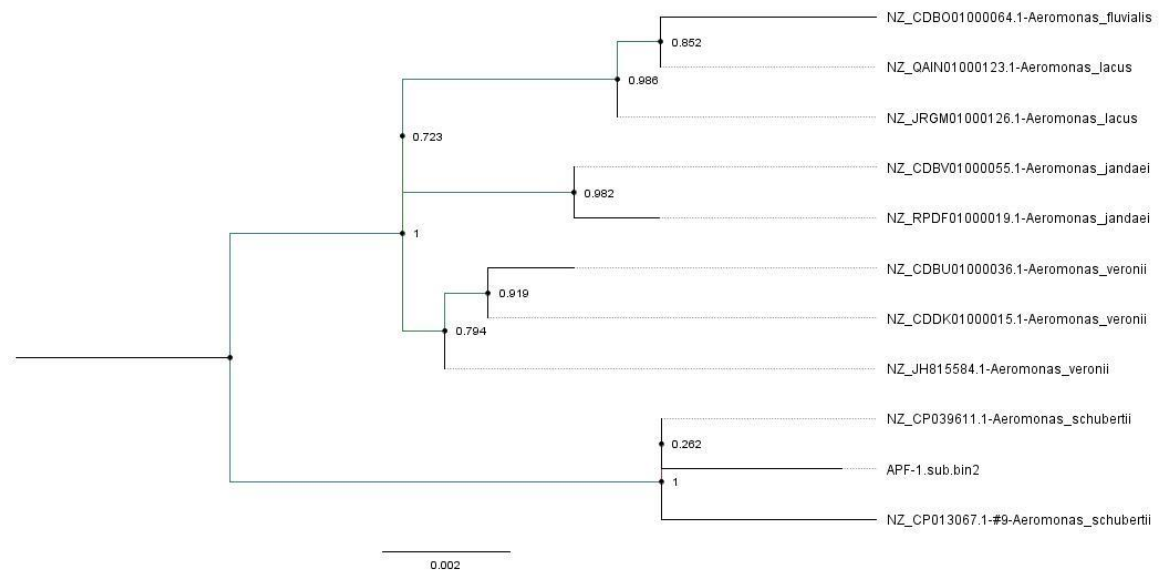 NZ_CDBO01000064.1-Aeromonas_fluvialis
0.852
NZ_QAIN01000123.1-Aeromonas_lacus
0.986
NZ_JRGM01000126.1-Aeromonas_lacus
0.723
NZ_CDBV01000055.1-Aeromonas_jandaei
0.982
NZ_RPDF01000019.1-Aeromonas_jandaei
1
NZ_CDBU01000036.1-Aeromonas_veronii
0.919
NZ_CDDK01000015.1-Aeromonas_veronii
0.794
NZ_JH815584.1-Aeromonas_veronii
NZ_CP039611.1-Aeromonas_schubertii
0.262
APF-1.sub.bin2
1
NZ_CP013067.1-#9-Aeromonas_schubertii
0.002